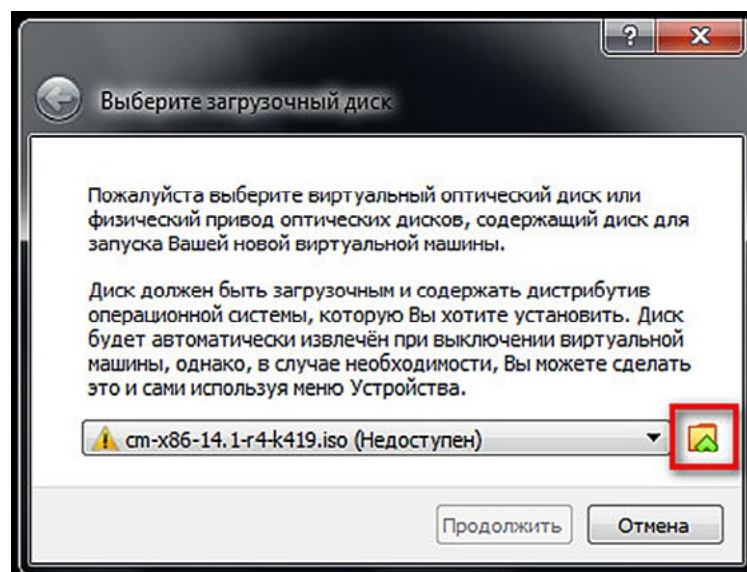 Выберите загрузочный диск
Пожалуйста выберите виртуальный оптический диск или
физический привод оптических дисков, содержащий диск для
запуска Вашей новой виртуальной машины.
Диск должен быть загрузочным и содержать дистрибутив
операционной системы, которую Вы хотите установить. Диск
будет автоматически извлечён при выключении виртуальной
машины, однако, в случае необходимости, Вы можете сделать
это и сами используя меню Устройства.
cm-x86-14.1-r4-k419.iso (Недоступен)
Продолжить Отмена